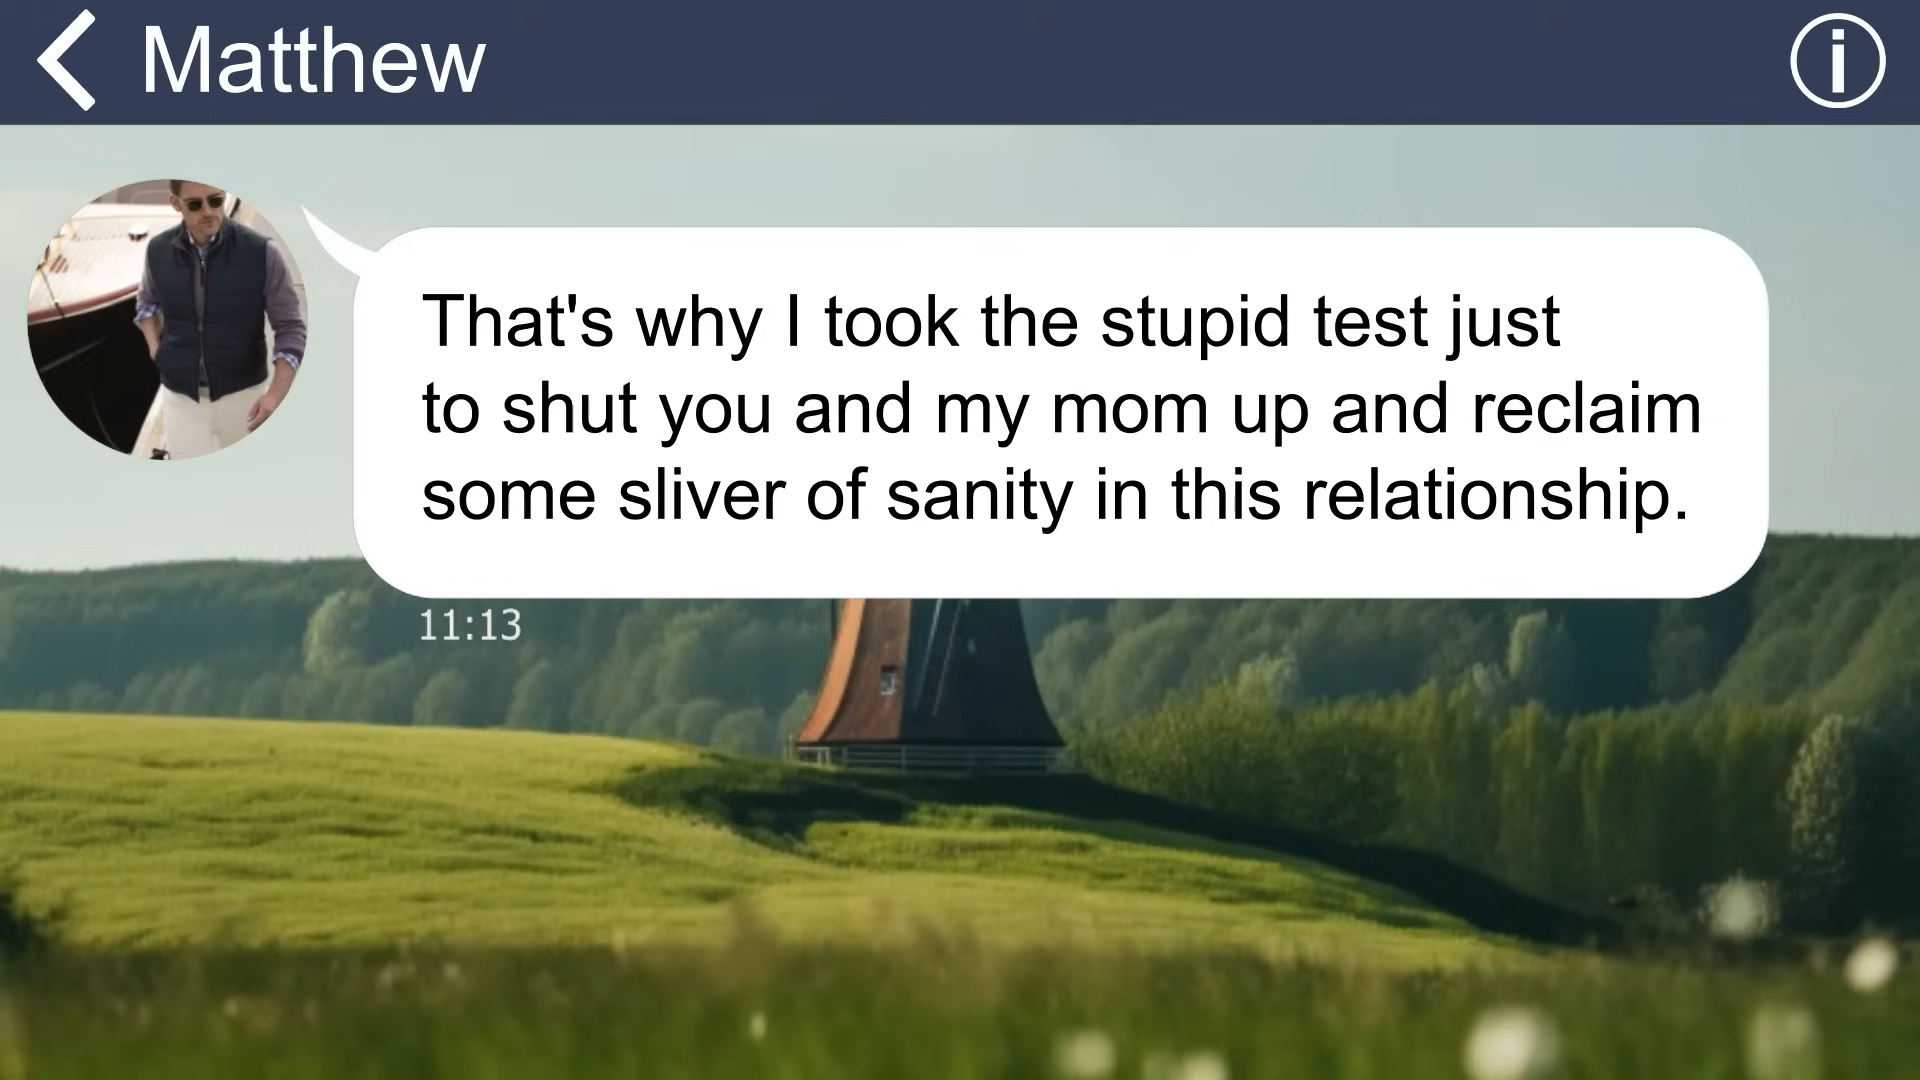 Matthew
That's why I took the stupid test just
to shut you and my mom up and reclaim
some sliver of sanity in this relationship.
11:13